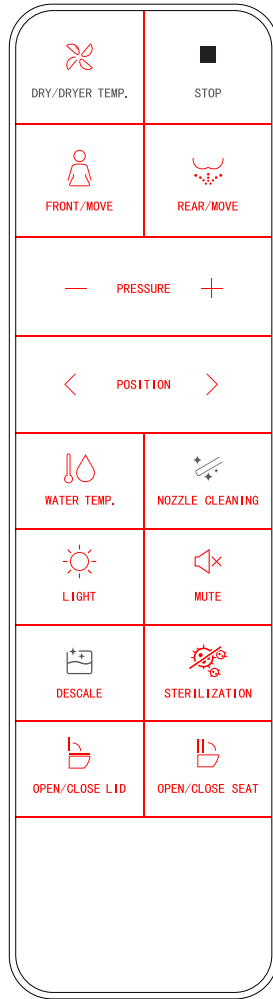 DRY/DRYER TEMP.
STOP
FRONT/MOVE
REAR/MOVE
PRESSURE
POSITION
WATER TEMP.
NOZZLE CLEANING
LIGHT
MUTE
DESCALE
STERILIZATION
OPEN/CLOSE LID
OPEN/CLOSE SEAT